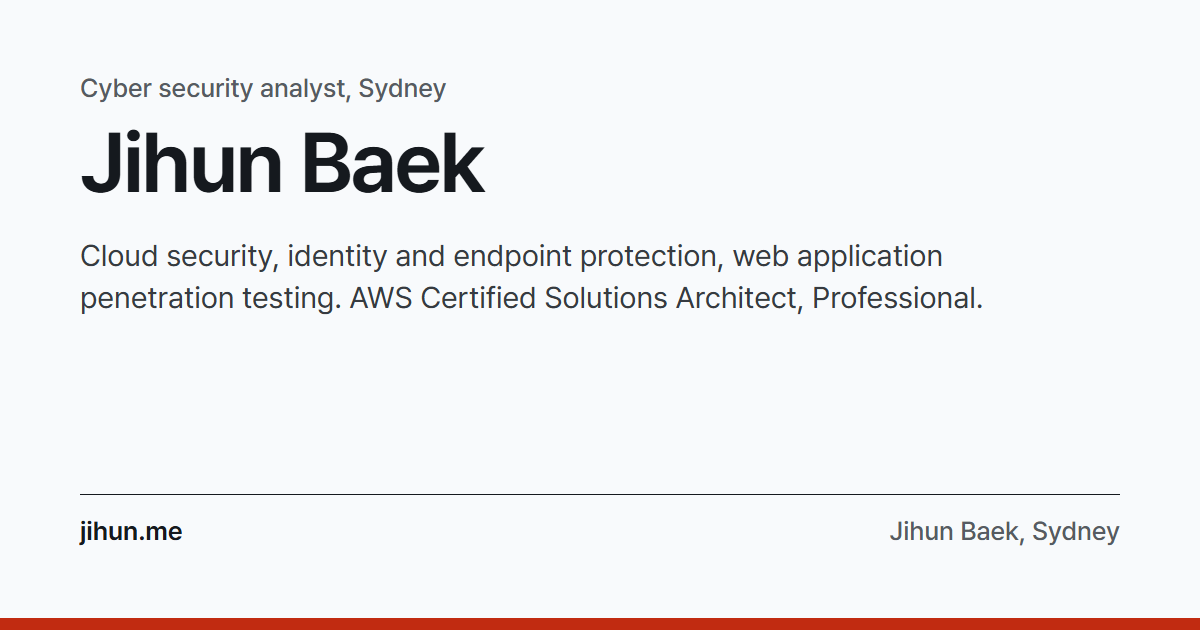 Cyber security analyst, Sydney
Jihun Baek
Cloud security, identity and endpoint protection, web application
penetration testing. AWS Certified Solutions Architect, Professional.
jihun.me
Jihun Baek, Sydney